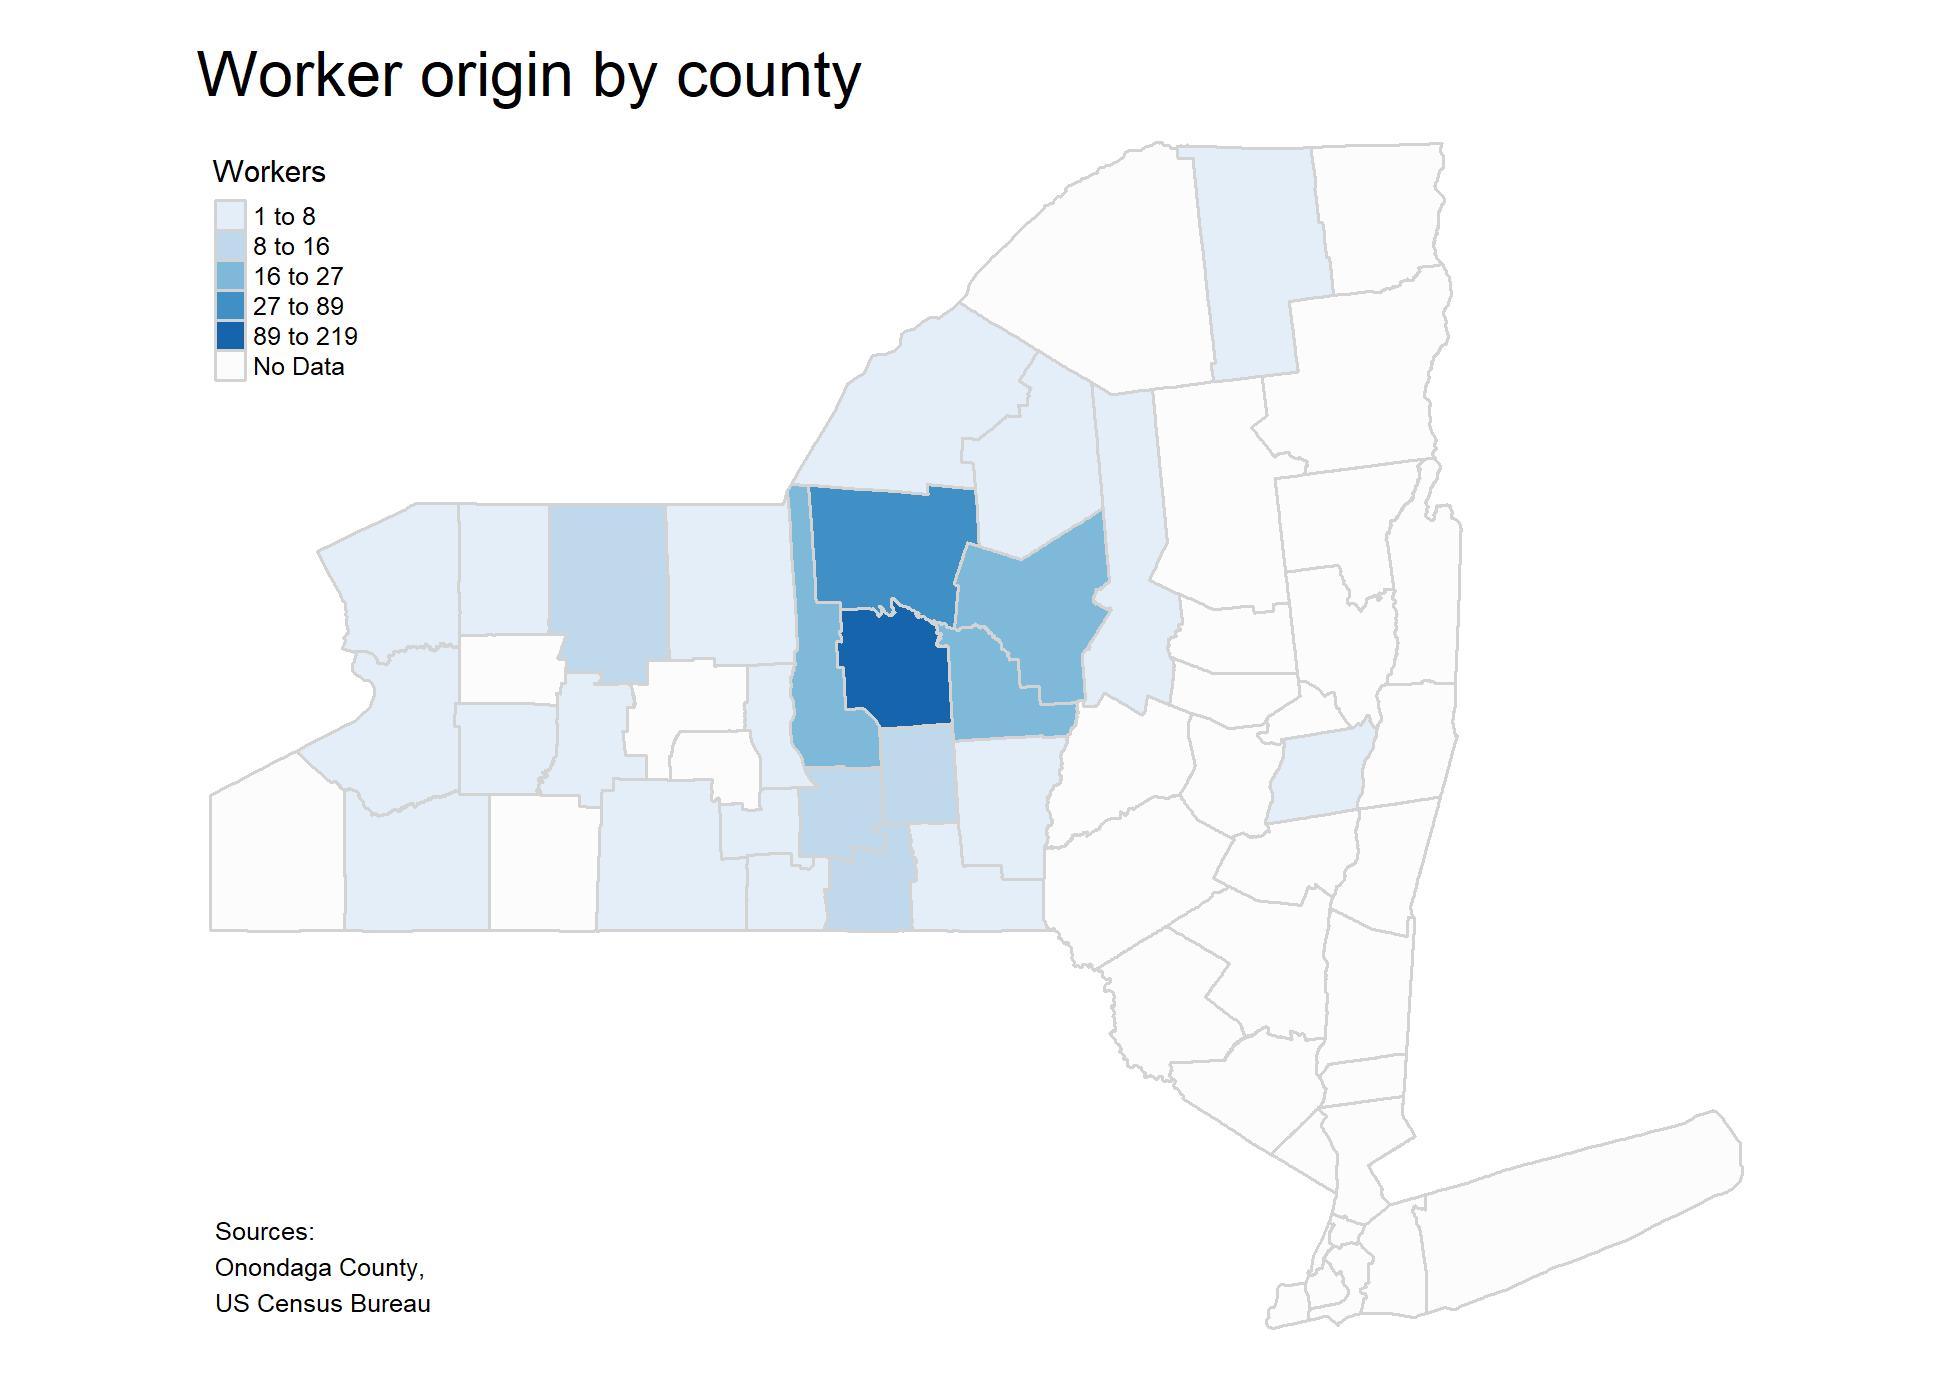 Worker origin by county
Workers
1 to 8
8 to 16
16 to 27
27 to 89
89 to 219
No Data
Sources:
Onondaga County,
US Census Bureau